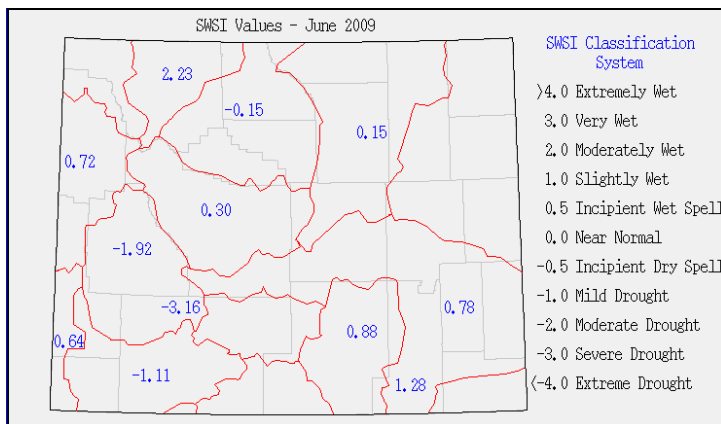 SWSI Values - June 2009
2.23
-0.15
0.15
0.72
0.30
-1.92
-3.16
0.78
0.88
0.64
-1.11
1.28
SWSI Classification
System
>4.0 Extremely Wet
3.0 Very Wet
2.0 Moderately Wet
1.0 Slightly Wet
0.5 Incipient Wet Spell
0.0 Near Normal
-0.5 Incipient Dry Spell
-1.0 Mild Drought
-2.0 Moderate Drought
-3.0 Severe Drought
<-4.0 Extreme Drought